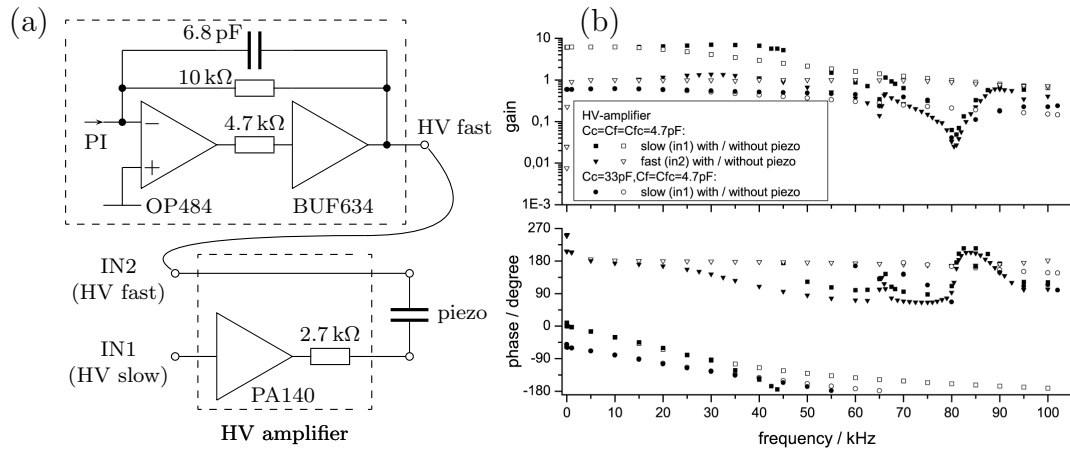 (a)
6.8 pF
10 kΩ
4.7 kΩ
PI
−
+
OP484
BUF634
HV fast
IN2
(HV fast)
IN1
(HV slow)
2.7 kΩ
piezo
PA140
HV amplifier
(b)
gain
10
1
0,1
0,01
1E-3
HV-amplifier
Cc=Cf=Cfc=4.7pF:
slow (in1) with / without piezo
fast (in2) with / without piezo
Cc=33pF,Cf=Cfc=4.7pF:
slow (in1) with / without piezo
phase / degree
270
180
90
0
-90
-180
0 10 20 30 40 50 60 70 80 90 100
frequency / kHz